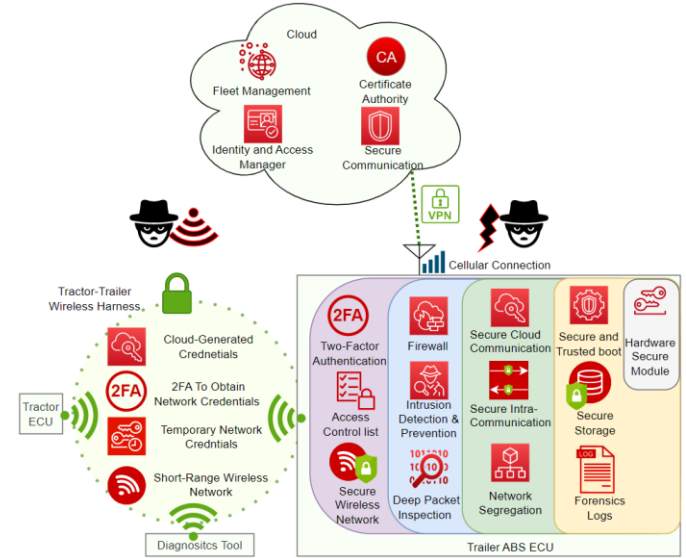 Cloud
Fleet Management
CA
Certificate
Authority
Identity and Access
Manager
Secure
Communication
VPN
Cellular Connection
Tractor-Trailer
Wireless Harness
Cloud-Generated
Crednetials
2FA
2FA To Obtain
Network Credentials
Temporary Network
Credntials
Short-Range Wireless
Network
Tractor
ECU
Diagnositcs Tool
2FA
Two-Factor
Authentication
Access
Control list
Secure
Wireless
Network
Firewall
Intrusion
Detection &
Prevention
Deep Packet
Inspection
Secure Cloud
Communication
Secure Intra-
Communication
Network
Segregation
Secure and
Trusted boot
Secure
Storage
LOG
Forensics
Logs
Hardware
Secure
Module
Trailer ABS ECU